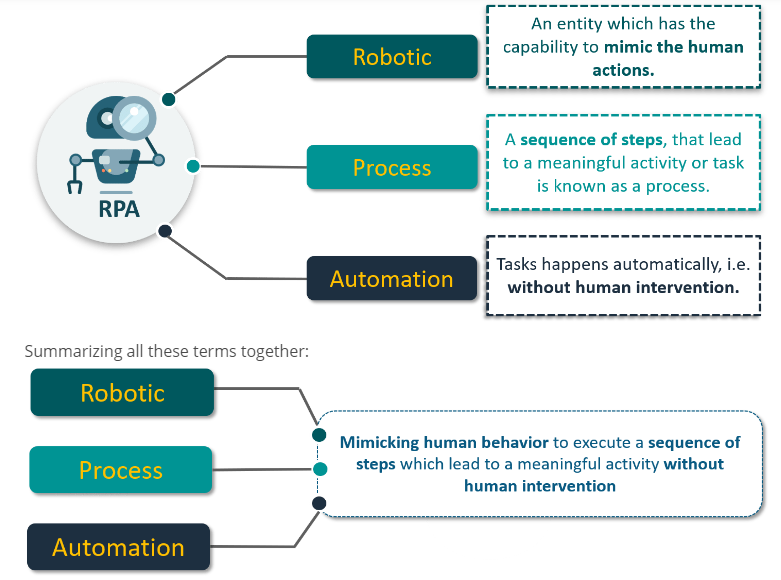 Robotic
An entity which has the
capability to mimic the human
actions.
RPA
Process
A sequence of steps, that lead
to a meaningful activity or task
is known as a process.
Automation
Tasks happens automatically, i.e.
without human intervention.
Summarizing all these terms together:
Robotic
Process
Automation
Mimicking human behavior to execute a sequence of
steps which lead to a meaningful activity without
human intervention